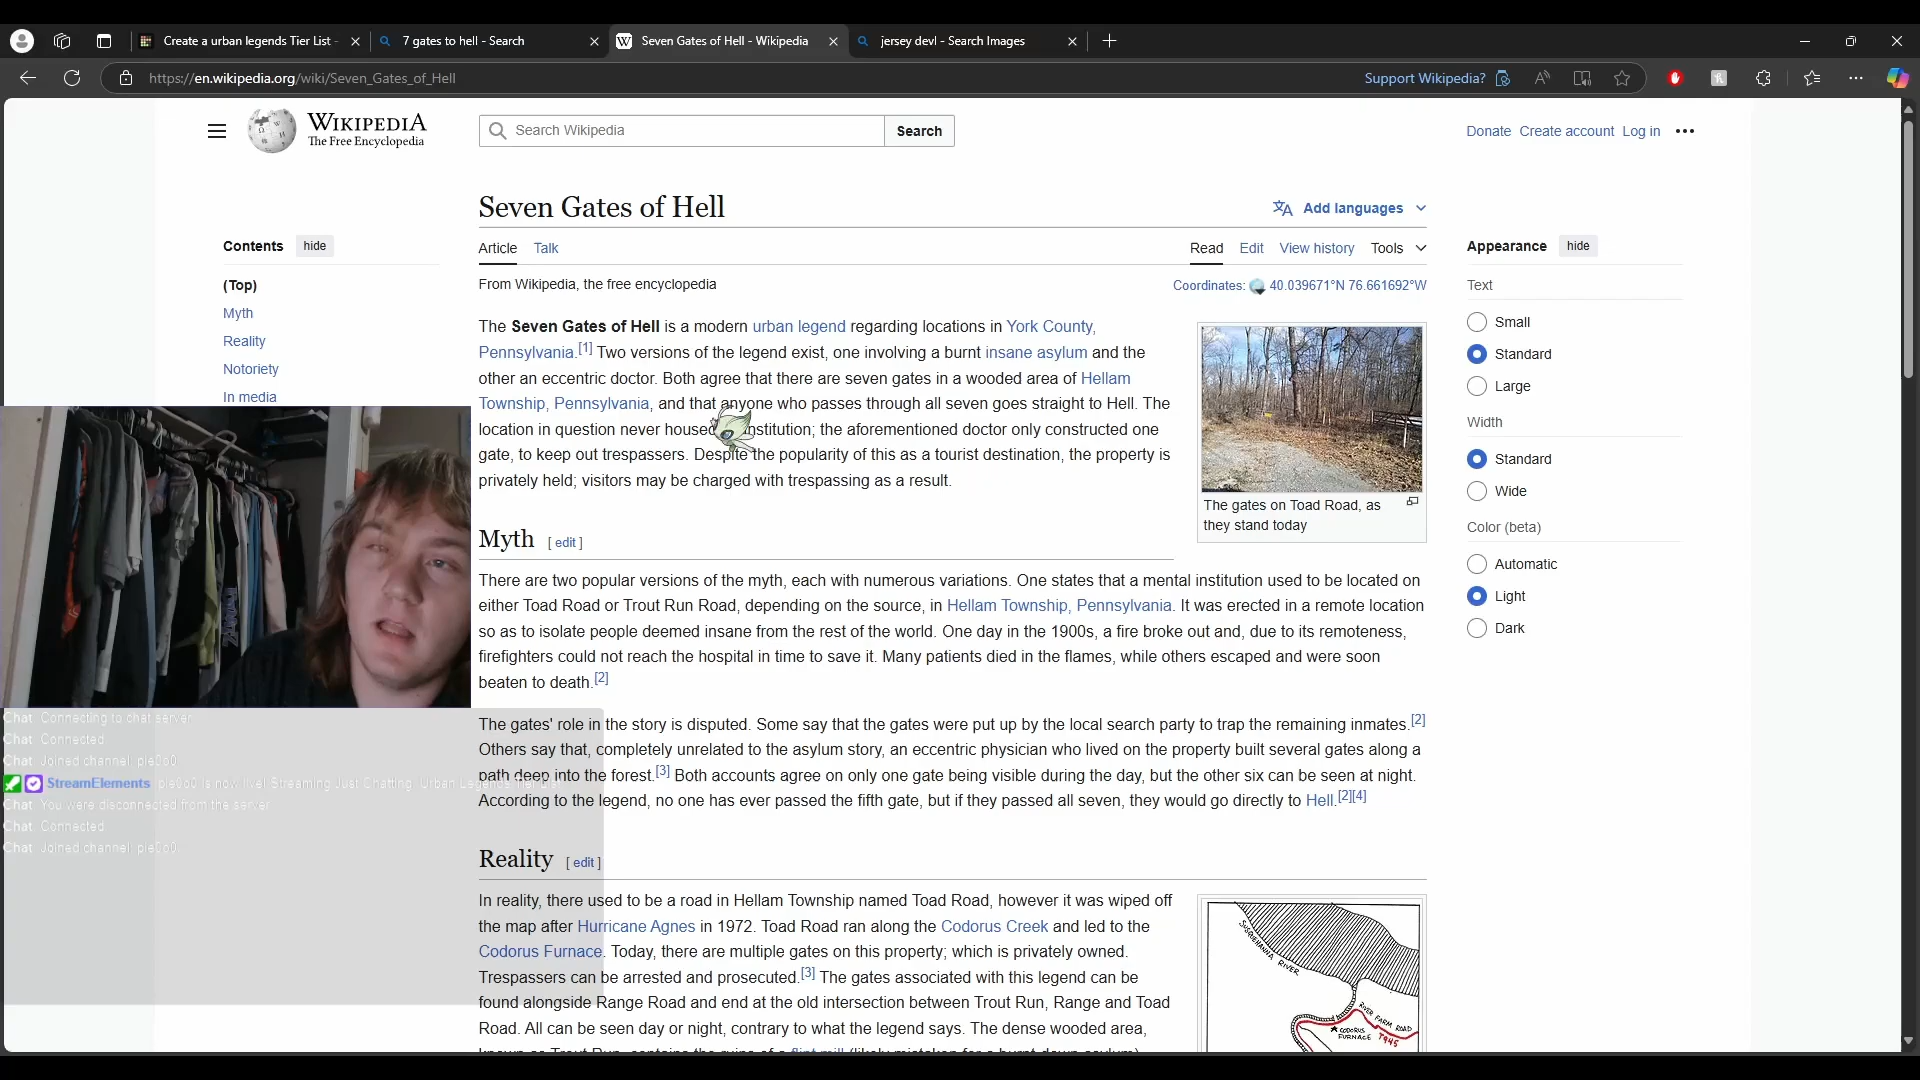 Create a urban legends Tier List -
7 gates to hell - Search
Seven Gates of Hell - Wikipedia
jersey devl - Search Images
https://en.wikipedia.org/wiki/Seven_Gates_of_Hell
Support Wikipedia?
WIKIPEDIA
The Free Encyclopedia
Search Wikipedia
Search
Donate Create account Log in
Seven Gates of Hell
Add languages
Contents hide
Article Talk
Read Edit View history Tools
Appearance hide
(Top)
Myth
Reality
Notoriety
In media
From Wikipedia, the free encyclopedia
Coordinates: 40.039671°N 76.661692°W
The Seven Gates of Hell is a modern urban legend regarding locations in York County,
Pennsylvania.[1] Two versions of the legend exist, one involving a burnt insane asylum and the
other an eccentric doctor. Both agree that there are seven gates in a wooded area of Hellam
Township, Pennsylvania, and that anyone who passes through all seven goes straight to Hell. The
location in question never housed stitution; the aforementioned doctor only constructed one
gate, to keep out trespassers. Despite the popularity of this as a tourist destination, the property is
privately held; visitors may be charged with trespassing as a result.
The gates on Toad Road, as
they stand today
Text
Small
Standard
Large
Width
Standard
Wide
Color (beta)
Automatic
Light
Dark
Myth [ edit ]
There are two popular versions of the myth, each with numerous variations. One states that a mental institution used to be located on
either Toad Road or Trout Run Road, depending on the source, in Hellam Township, Pennsylvania. It was erected in a remote location
so as to isolate people deemed insane from the rest of the world. One day in the 1900s, a fire broke out and, due to its remoteness,
firefighters could not reach the hospital in time to save it. Many patients died in the flames, while others escaped and were soon
beaten to death.[2]
The gates' role in the story is disputed. Some say that the gates were put up by the local search party to trap the remaining inmates.[2]
Others say that, completely unrelated to the asylum story, an eccentric physician who lived on the property built several gates along a
path deep into the forest.[3] Both accounts agree on only one gate being visible during the day, but the other six can be seen at night.
According to the legend, no one has ever passed the fifth gate, but if they passed all seven, they would go directly to Hell.[2][4]
Reality [ edit ]
In reality, there used to be a road in Hellam Township named Toad Road, however it was wiped off
the map after Hurricane Agnes in 1972. Toad Road ran along the Codorus Creek and led to the
Codorus Furnace. Today, there are multiple gates on this property; which is privately owned.
Trespassers can be arrested and prosecuted.[3] The gates associated with this legend can be
found alongside Range Road and end at the old intersection between Trout Run, Range and Toad
Road. All can be seen day or night, contrary to what the legend says. The dense wooded area,
known as Trout Run, contains the ruins of a flint mill (likely mistaken for a burnt down asylum).
SUSQUEHANNA RIVER
RIVER FARM ROAD
CODORUS
FURNACE
T945
Chat Connecting to chat server
Chat Connected
Chat Joined channel:
StreamElements is now live! Streaming Just Chatting: Urban Legends
Chat You were disconnected from the server
Chat Connected
Chat Joined channel: